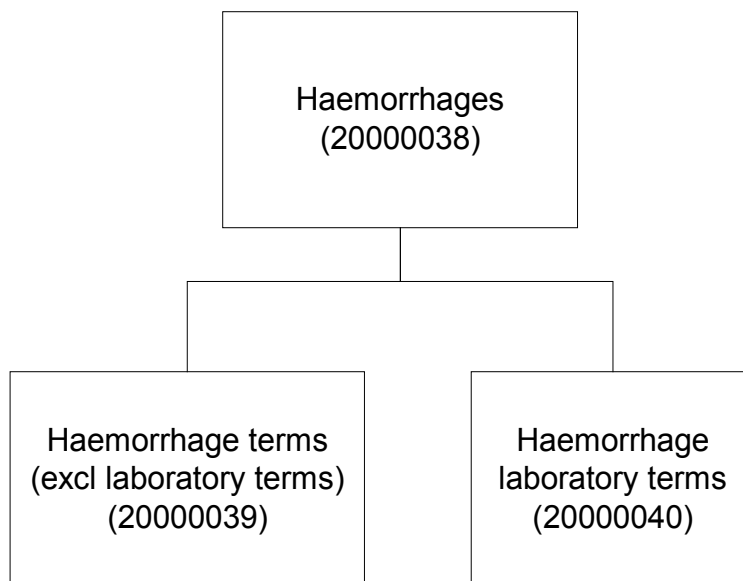 Haemorrhages
(20000038)
Haemorrhage terms
(excl laboratory terms)
(20000039)
Haemorrhage
laboratory terms
(20000040)